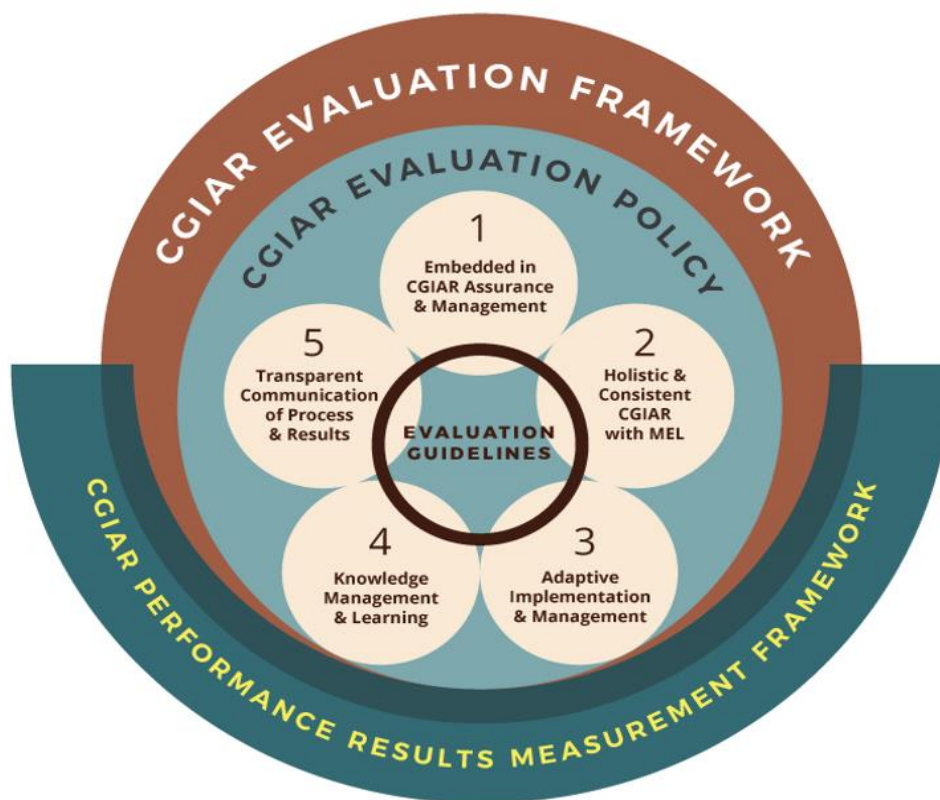 CGIAR EVALUATION FRAMEWORK
CGIAR EVALUATION POLICY
1
Embedded in
CGIAR Assurance
& Management
2
Holistic &
Consistent
CGIAR
with MEL
3
Adaptive
Implementation
& Management
4
Knowledge
Management
& Learning
5
Transparent
Communication
of Process
& Results
EVALUATION
GUIDELINES
CGIAR PERFORMANCE RESULTS MEASUREMENT FRAMEWORK